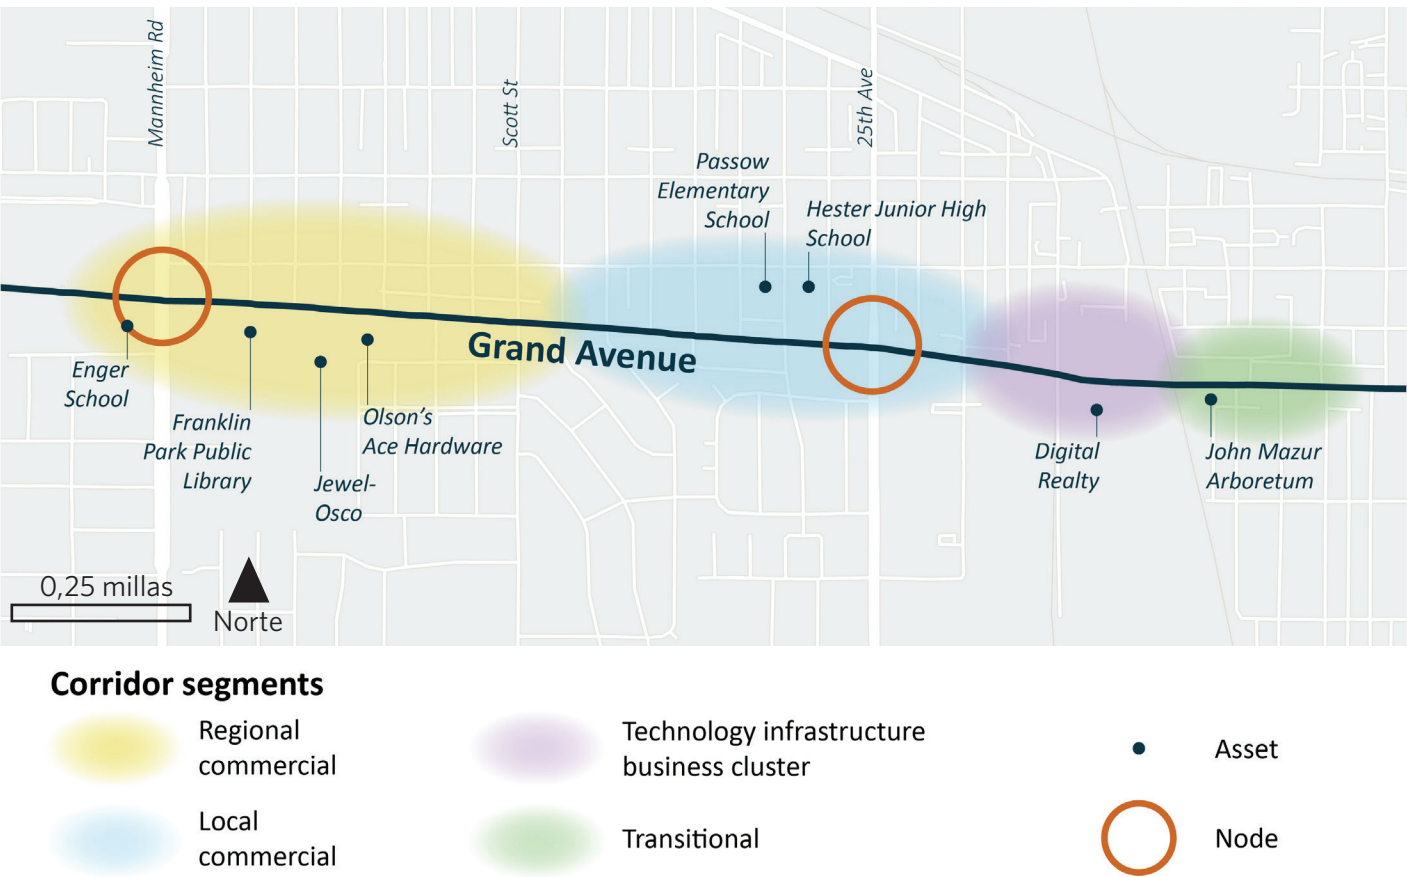 Mannheim Rd
Scott St
25th Ave
Passow
Elementary
School
Hester Junior High
School
Grand Avenue
Enger
School
Franklin
Park Public
Library
Jewel-
Osco
Olson’s
Ace Hardware
Digital
Realty
John Mazur
Arboretum
0,25 millas
Norte
Corridor segments
Regional
commercial
Local
commercial
Technology infrastructure
business cluster
Transitional
Asset
Node